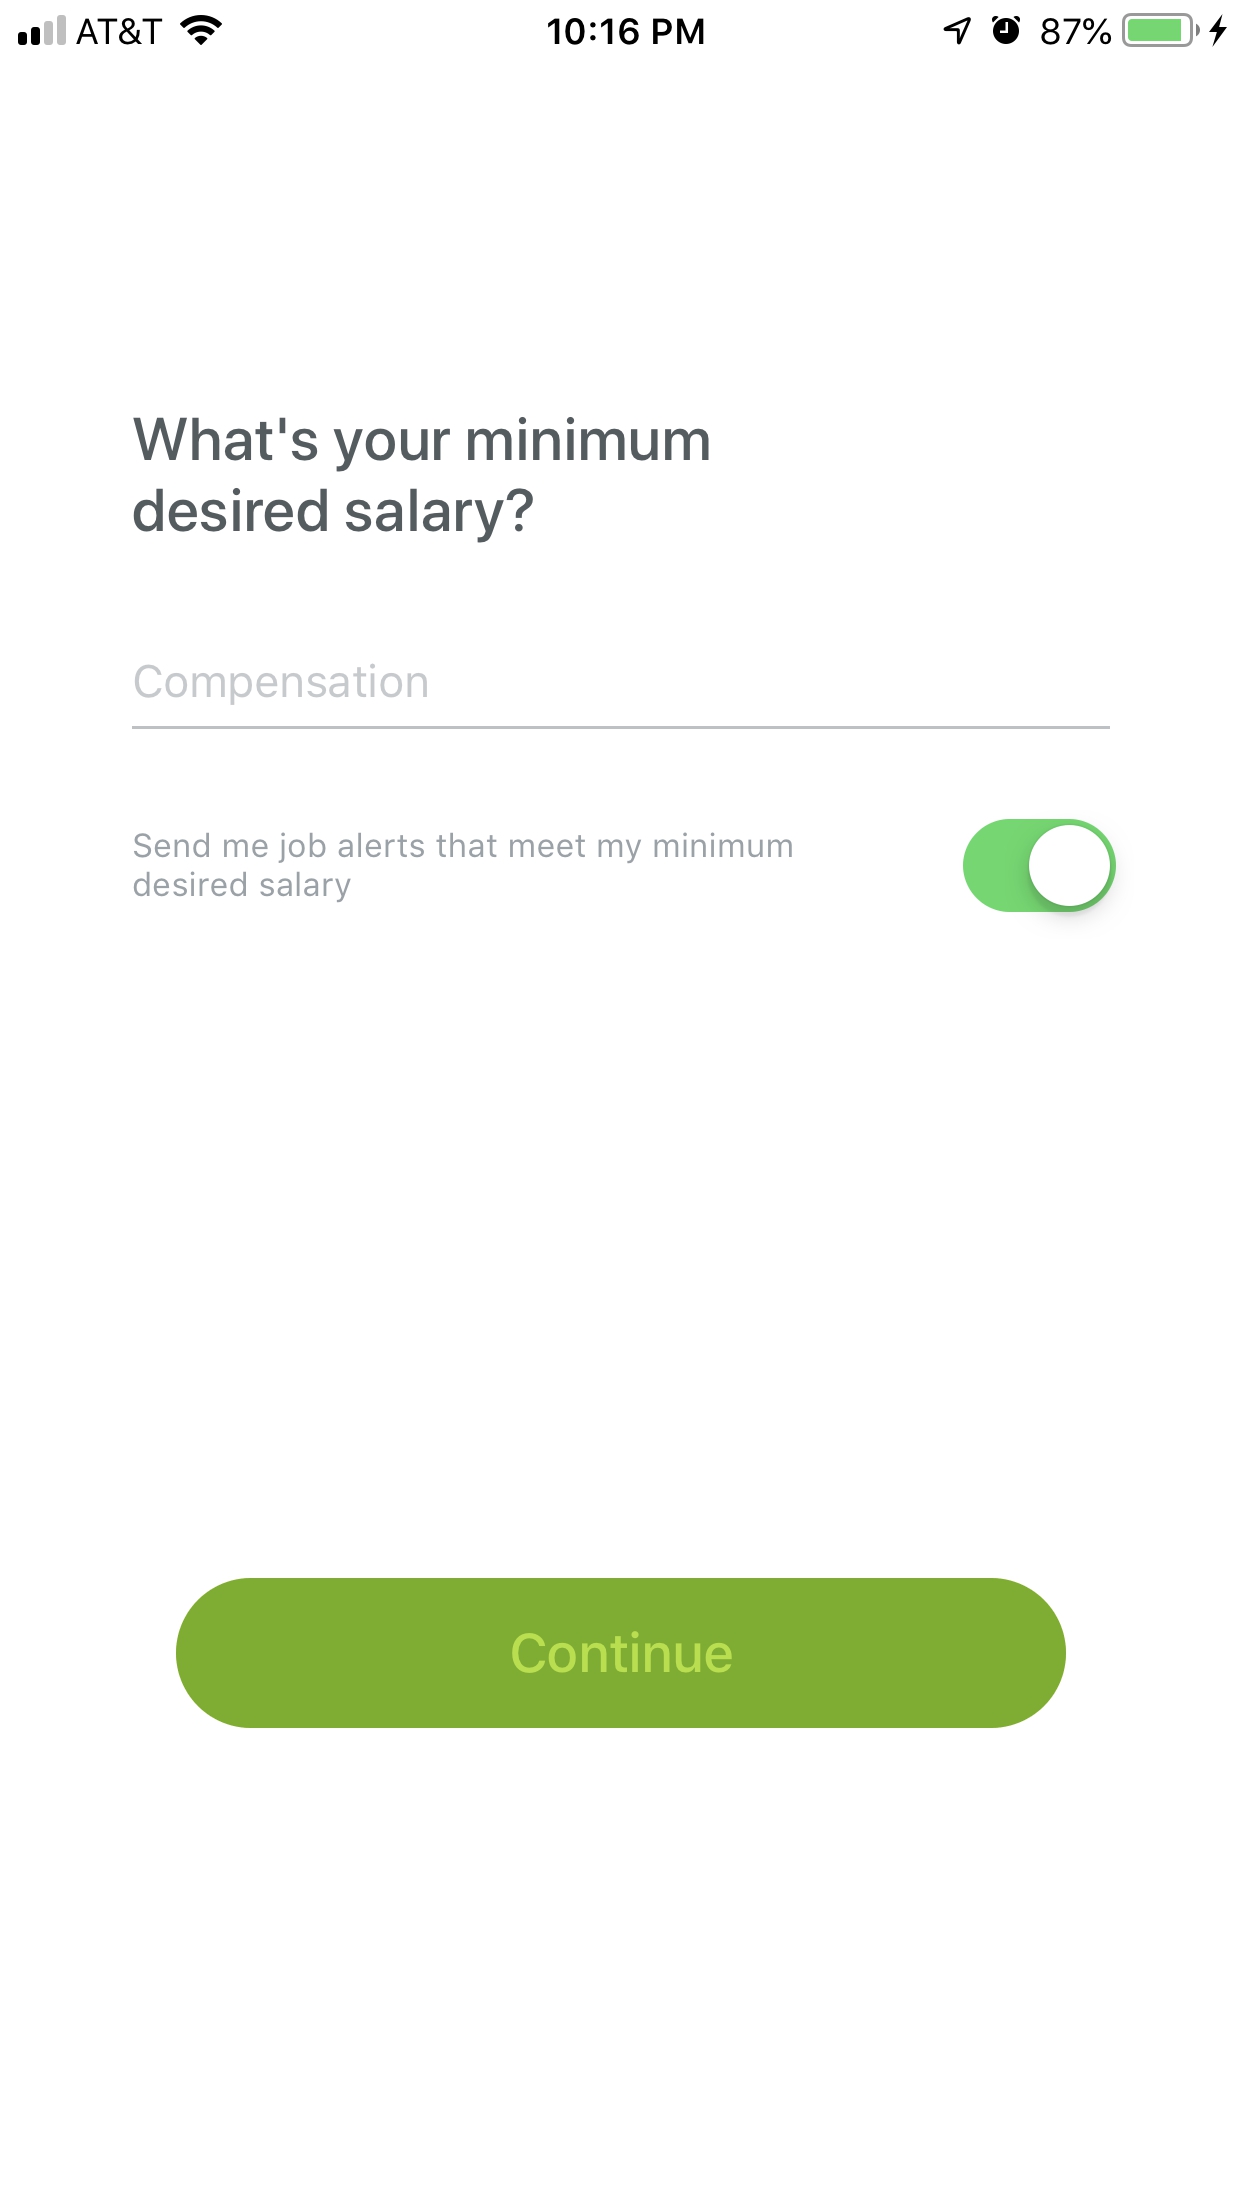 AT&T 10:16 PM 87%
What's your minimum
desired salary?
Compensation
Send me job alerts that meet my minimum
desired salary
Continue